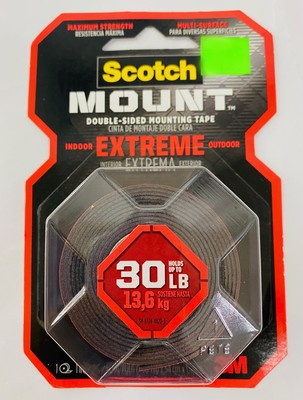 MAXIMUM STRENGTH
RESISTENCIA MÁXIMA
MULTI-SURFACE
PARA DIVERSAS SUPERFICIES
Scotch
MOUNT™
DOUBLE-SIDED MOUNTING TAPE
CINTA DE MONTAJE DOBLE CARA
INDOOR EXTREME OUTDOOR
INTERIOR EXTREMA EXTERIOR
30 HOLDS UP TO LB
13,6 SOSTIENE HASTA kg
3M